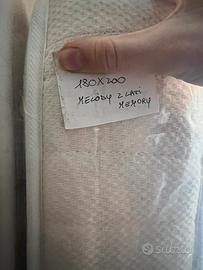 180X200
MELODY 2 LATI
MEMORY
subito